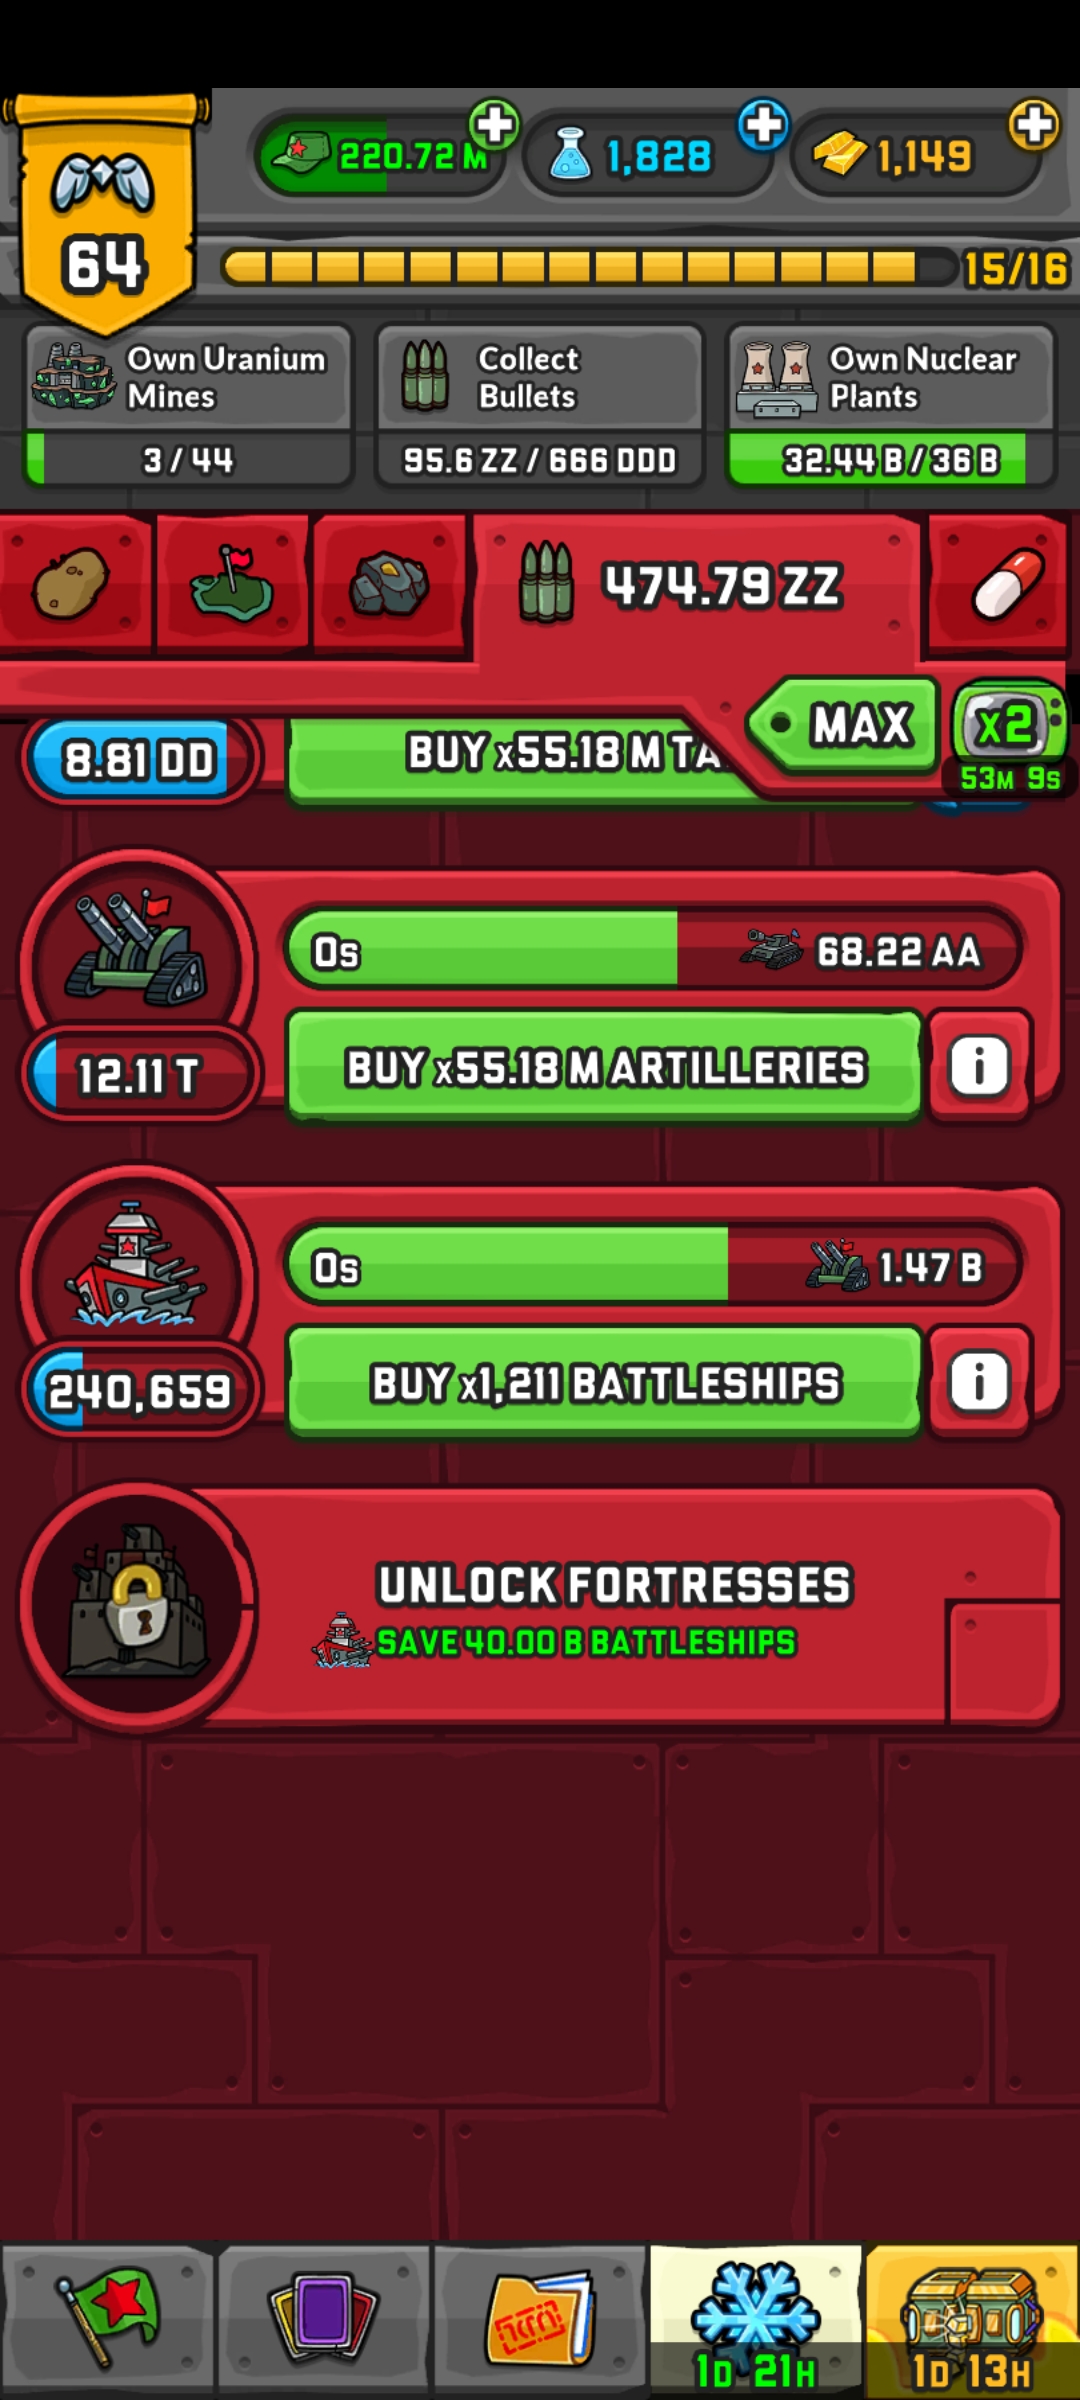 220.72 M
1,828
1,149
64
15/16
Own Uranium
Mines
3 / 44
Collect
Bullets
95.6 ZZ / 666 DDD
Own Nuclear
Plants
32.44 B / 36 B
474.79 ZZ
MAX
x2
53M 9S
8.81 DD
BUY x55.18 M TA
0s
68.22 AA
12.11 T
BUY x55.18 M ARTILLERIES
i
0s
1.47 B
240,659
BUY x1,211 BATTLESHIPS
i
UNLOCK FORTRESSES
SAVE 40.00 B BATTLESHIPS
1D 21H
1D 13H